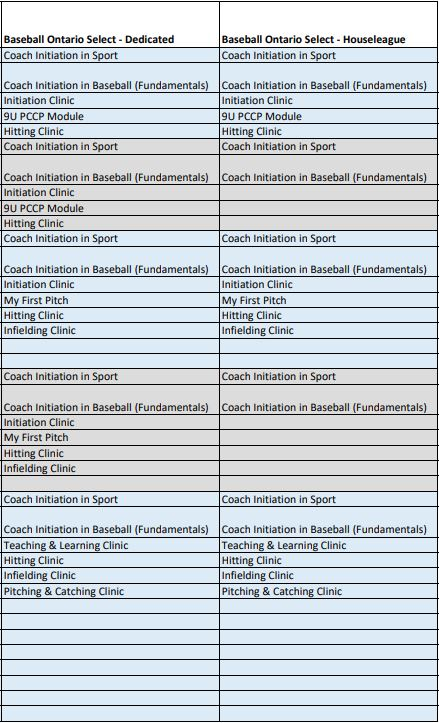 Baseball Ontario Select - Dedicated Baseball Ontario Select - Houseleague
Coach Initiation in Sport Coach Initiation in Sport
Coach Initiation in Baseball (Fundamentals) Coach Initiation in Baseball (Fundamentals)
Initiation Clinic Initiation Clinic
9U PCCP Module 9U PCCP Module
Hitting Clinic Hitting Clinic
Coach Initiation in Sport Coach Initiation in Sport
Coach Initiation in Baseball (Fundamentals) Coach Initiation in Baseball (Fundamentals)
Initiation Clinic
9U PCCP Module
Hitting Clinic
Coach Initiation in Sport Coach Initiation in Sport
Coach Initiation in Baseball (Fundamentals) Coach Initiation in Baseball (Fundamentals)
Initiation Clinic Initiation Clinic
My First Pitch My First Pitch
Hitting Clinic Hitting Clinic
Infielding Clinic Infielding Clinic
Coach Initiation in Sport Coach Initiation in Sport
Coach Initiation in Baseball (Fundamentals) Coach Initiation in Baseball (Fundamentals)
Initiation Clinic
My First Pitch
Hitting Clinic
Infielding Clinic
Coach Initiation in Sport Coach Initiation in Sport
Coach Initiation in Baseball (Fundamentals) Coach Initiation in Baseball (Fundamentals)
Teaching & Learning Clinic Teaching & Learning Clinic
Hitting Clinic Hitting Clinic
Infielding Clinic Infielding Clinic
Pitching & Catching Clinic Pitching & Catching Clinic